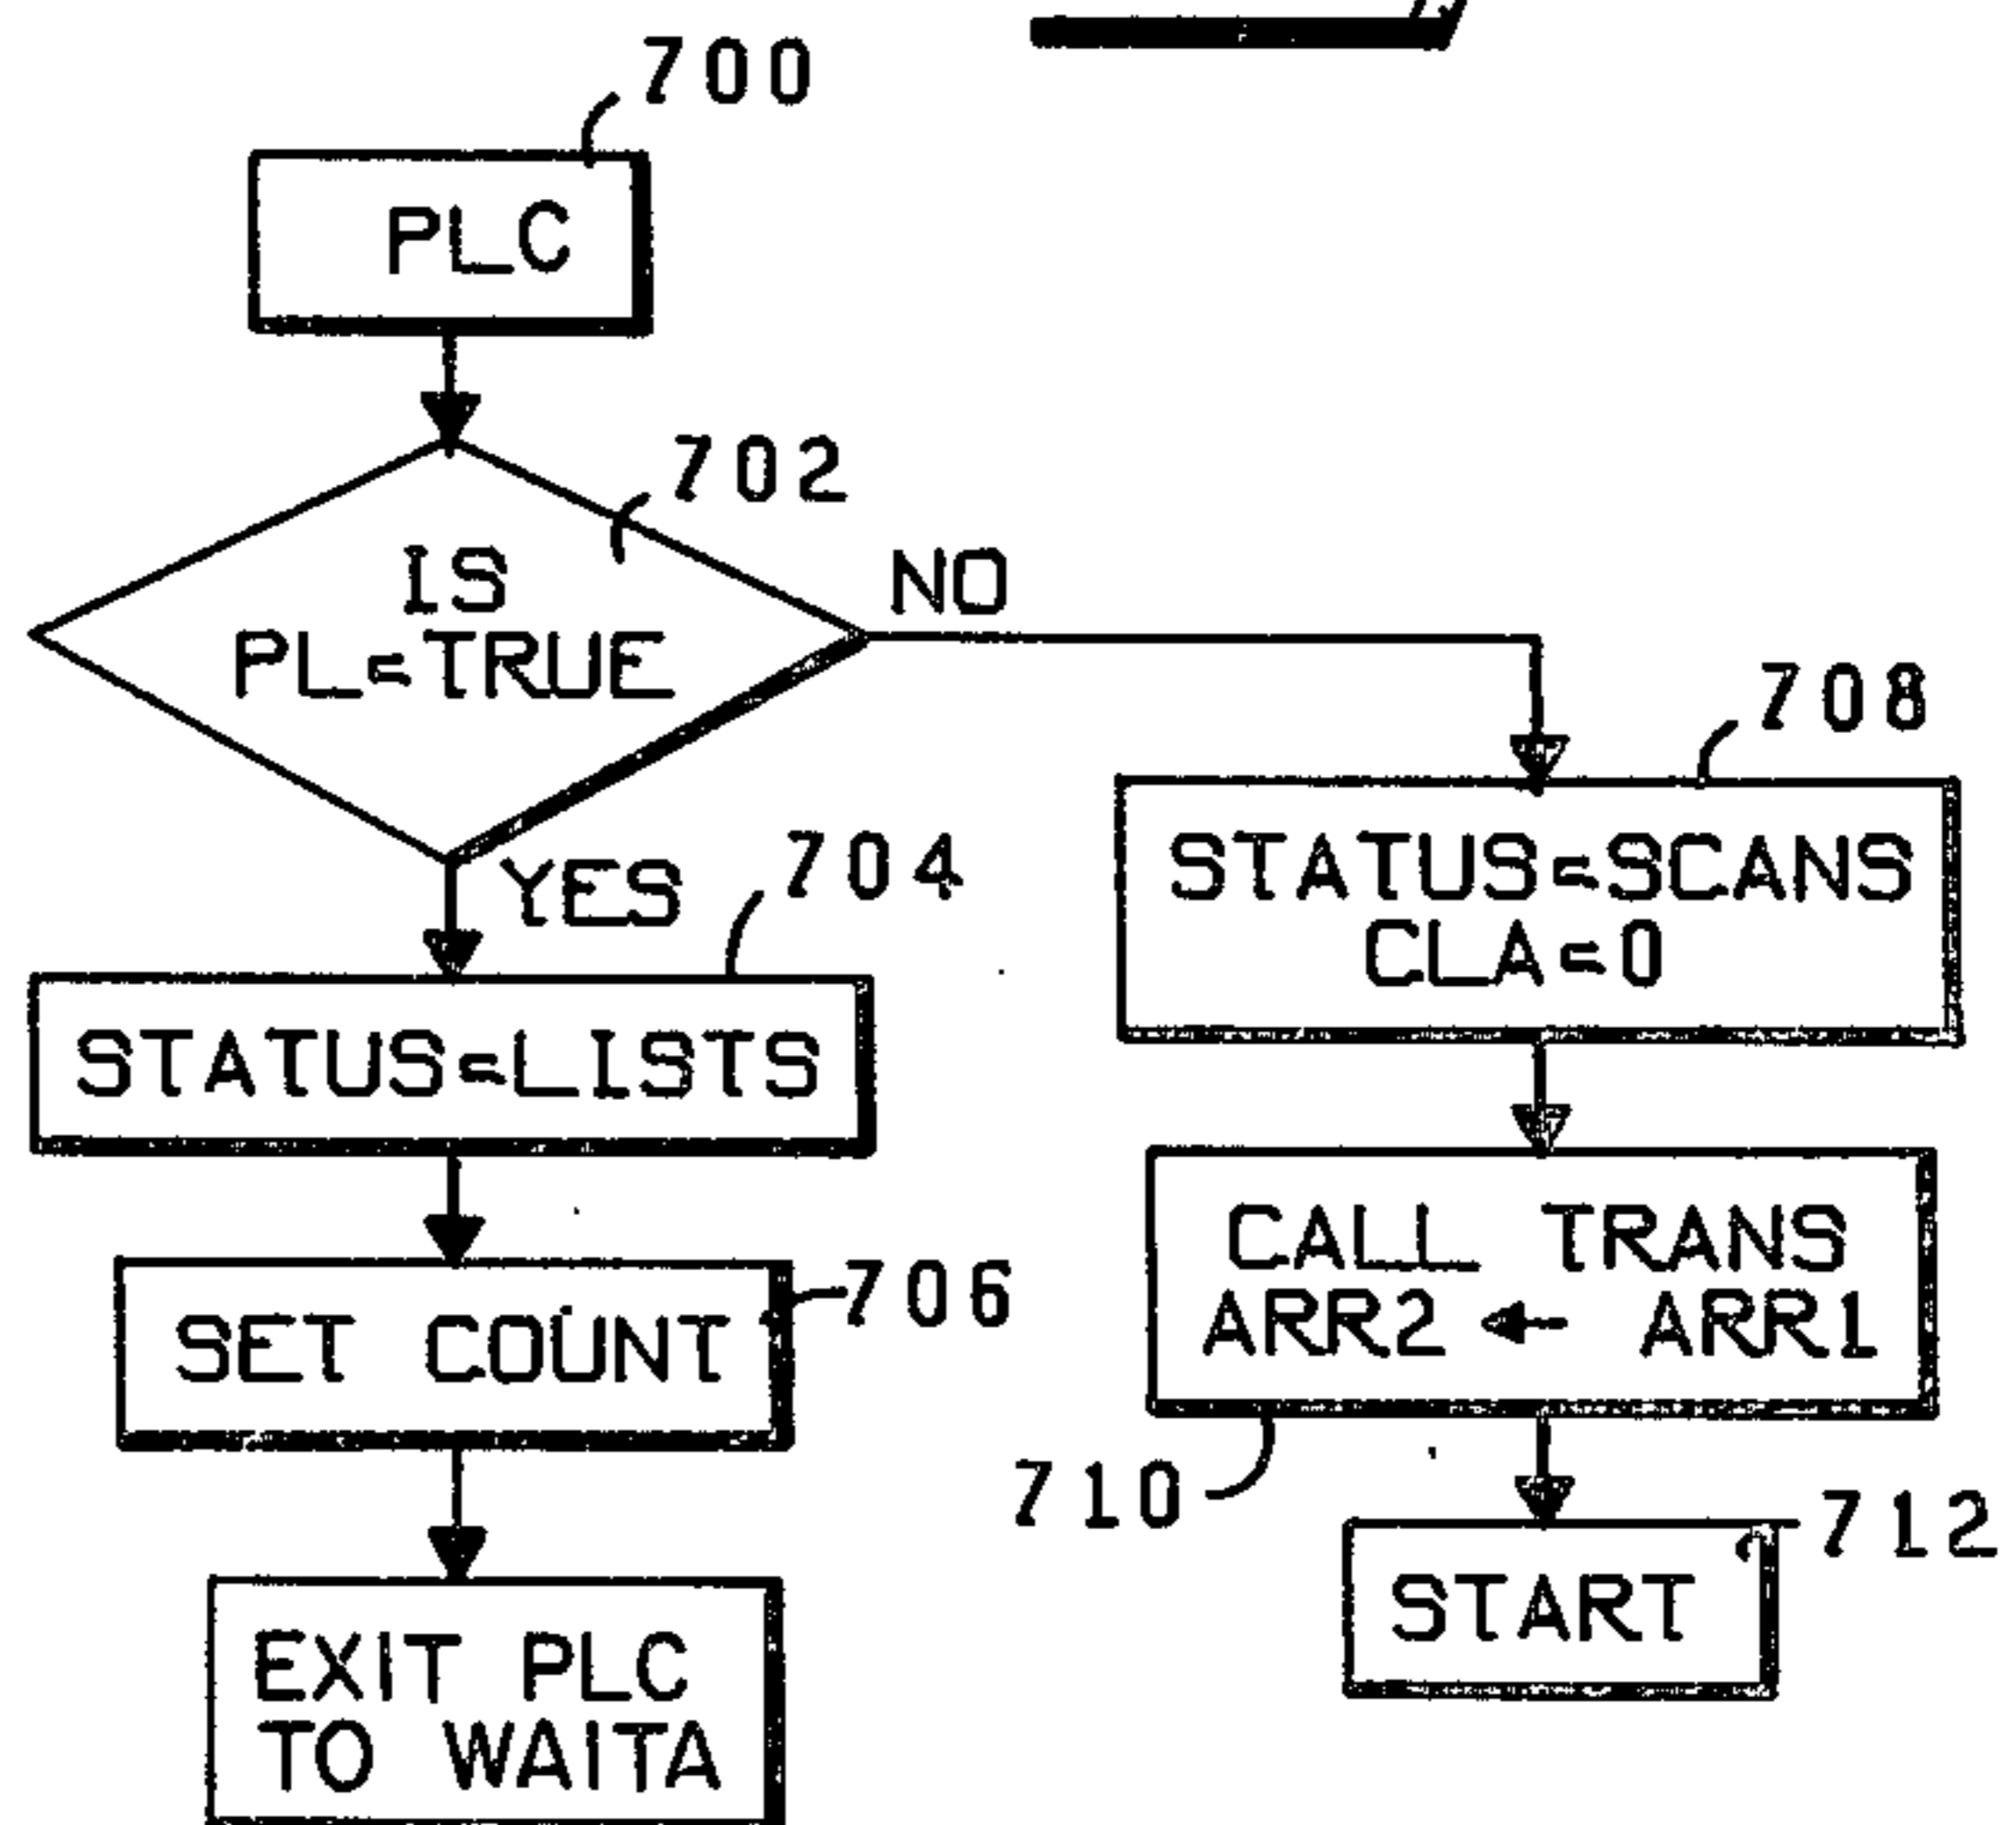 700
PLC
702
IS
PL=TRUE
NO
YES
704
STATUS=LISTS
706
SET COUNT
EXIT PLC
TO WAITA
708
STATUS=SCANS
CLA=0
CALL TRANS
ARR2 ← ARR1
710
712
START